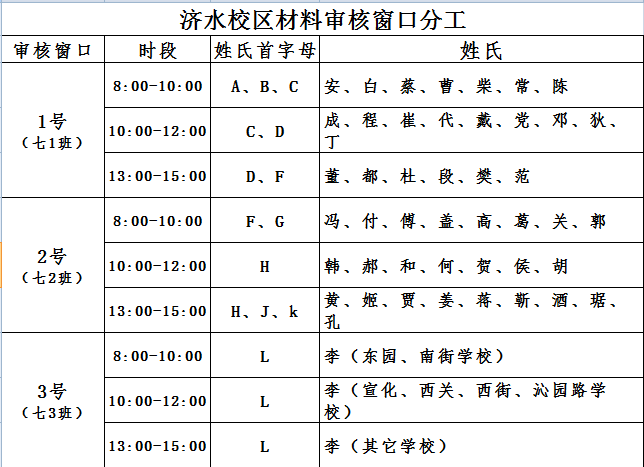 济水校区材料审核窗口分工
审核窗口 时段 姓氏首字母 姓氏
1号
（七1班）
8:00-10:00 A、B、C 安、白、蔡、曹、柴、常、陈
10:00-12:00 C、D 成、程、崔、代、戴、党、邓、狄、
丁
13:00-15:00 D、F 董、都、杜、段、樊、范
2号
（七2班）
8:00-10:00 F、G 冯、付、傅、盖、高、葛、关、郭
10:00-12:00 H 韩、郝、和、何、贺、侯、胡
13:00-15:00 H、J、k 黄、姬、贾、姜、蒋、靳、酒、琚、
孔
3号
（七3班）
8:00-10:00 L 李（东园、南街学校）
10:00-12:00 L 李（宣化、西关、西街、沁园路学
校）
13:00-15:00 L 李（其它学校）